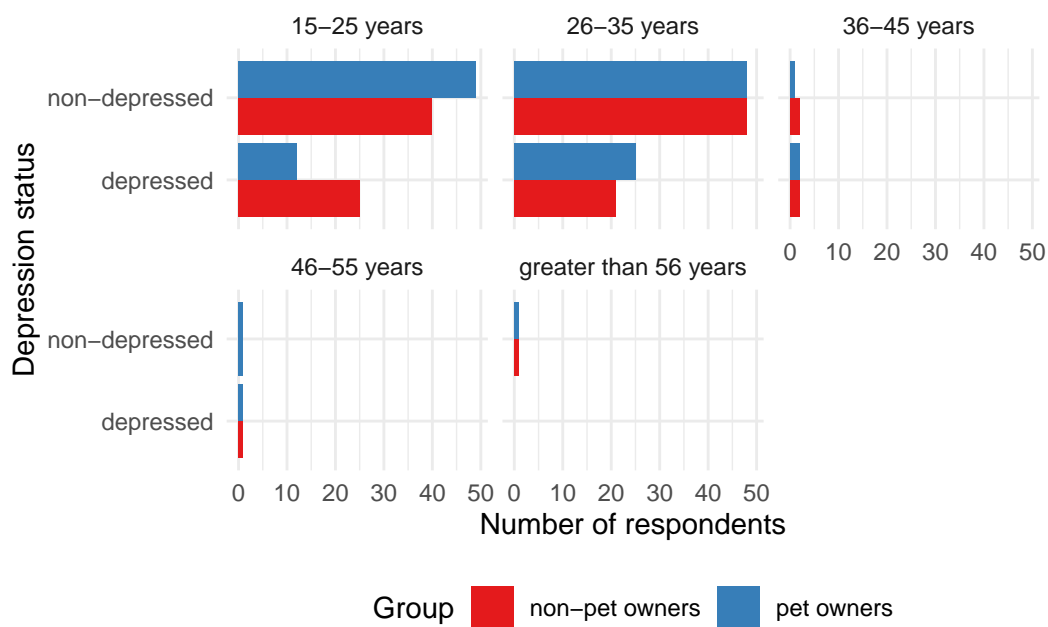 15−25 years 26−35 years 36−45 years
non−depressed
depressed
Depression status
0 10 20 30 40 50
46−55 years greater than 56 years
non−depressed
depressed
0 10 20 30 40 50 0 10 20 30 40 50
Number of respondents
Group non−pet owners pet owners